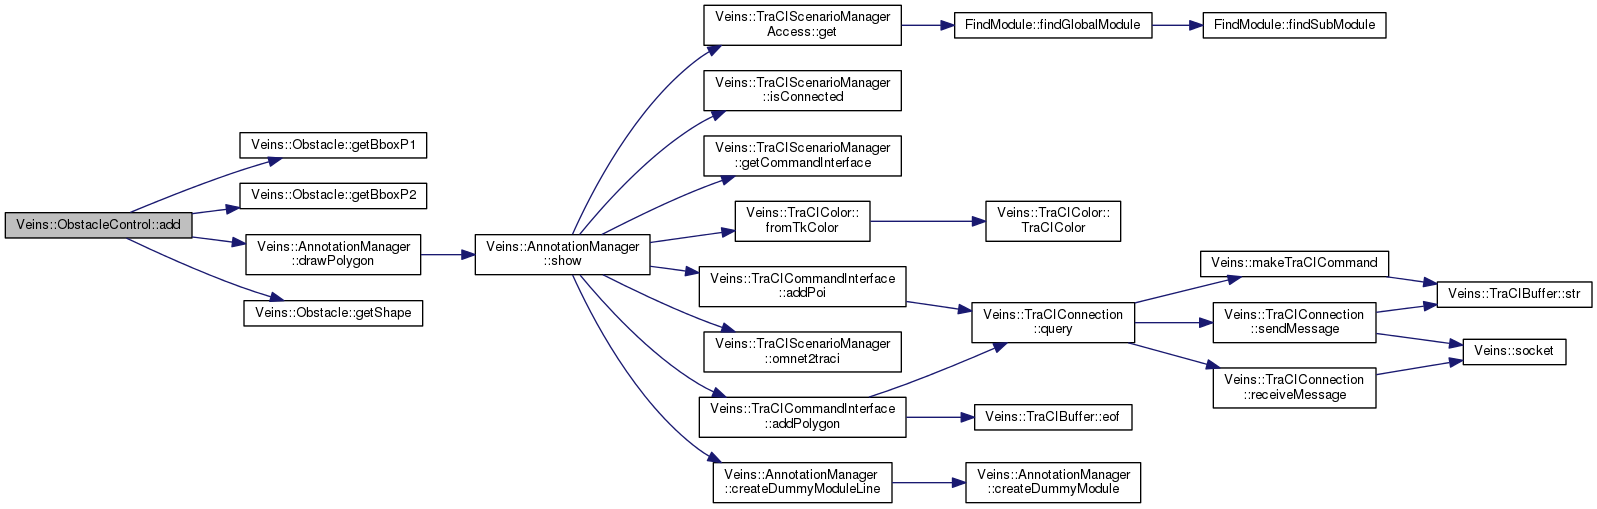 Veins::ObstacleControl::add
Veins::Obstacle::getBboxP1
Veins::Obstacle::getBboxP2
Veins::AnnotationManager
::drawPolygon
Veins::Obstacle::getShape
Veins::AnnotationManager
::show
Veins::TraCIScenarioManager
Access::get
Veins::TraCIScenarioManager
::isConnected
Veins::TraCIScenarioManager
::getCommandInterface
Veins::TraCIColor::
fromTkColor
Veins::TraCICommandInterface
::addPoi
Veins::TraCIScenarioManager
::omnet2traci
Veins::TraCICommandInterface
::addPolygon
Veins::AnnotationManager
::createDummyModuleLine
FindModule::findGlobalModule
FindModule::findSubModule
Veins::TraCIColor::
TraCIColor
Veins::TraCIConnection
::query
Veins::TraCIBuffer::eof
Veins::AnnotationManager
::createDummyModule
Veins::makeTraCICommand
Veins::TraCIConnection
::sendMessage
Veins::TraCIConnection
::receiveMessage
Veins::TraCIBuffer::str
Veins::socket